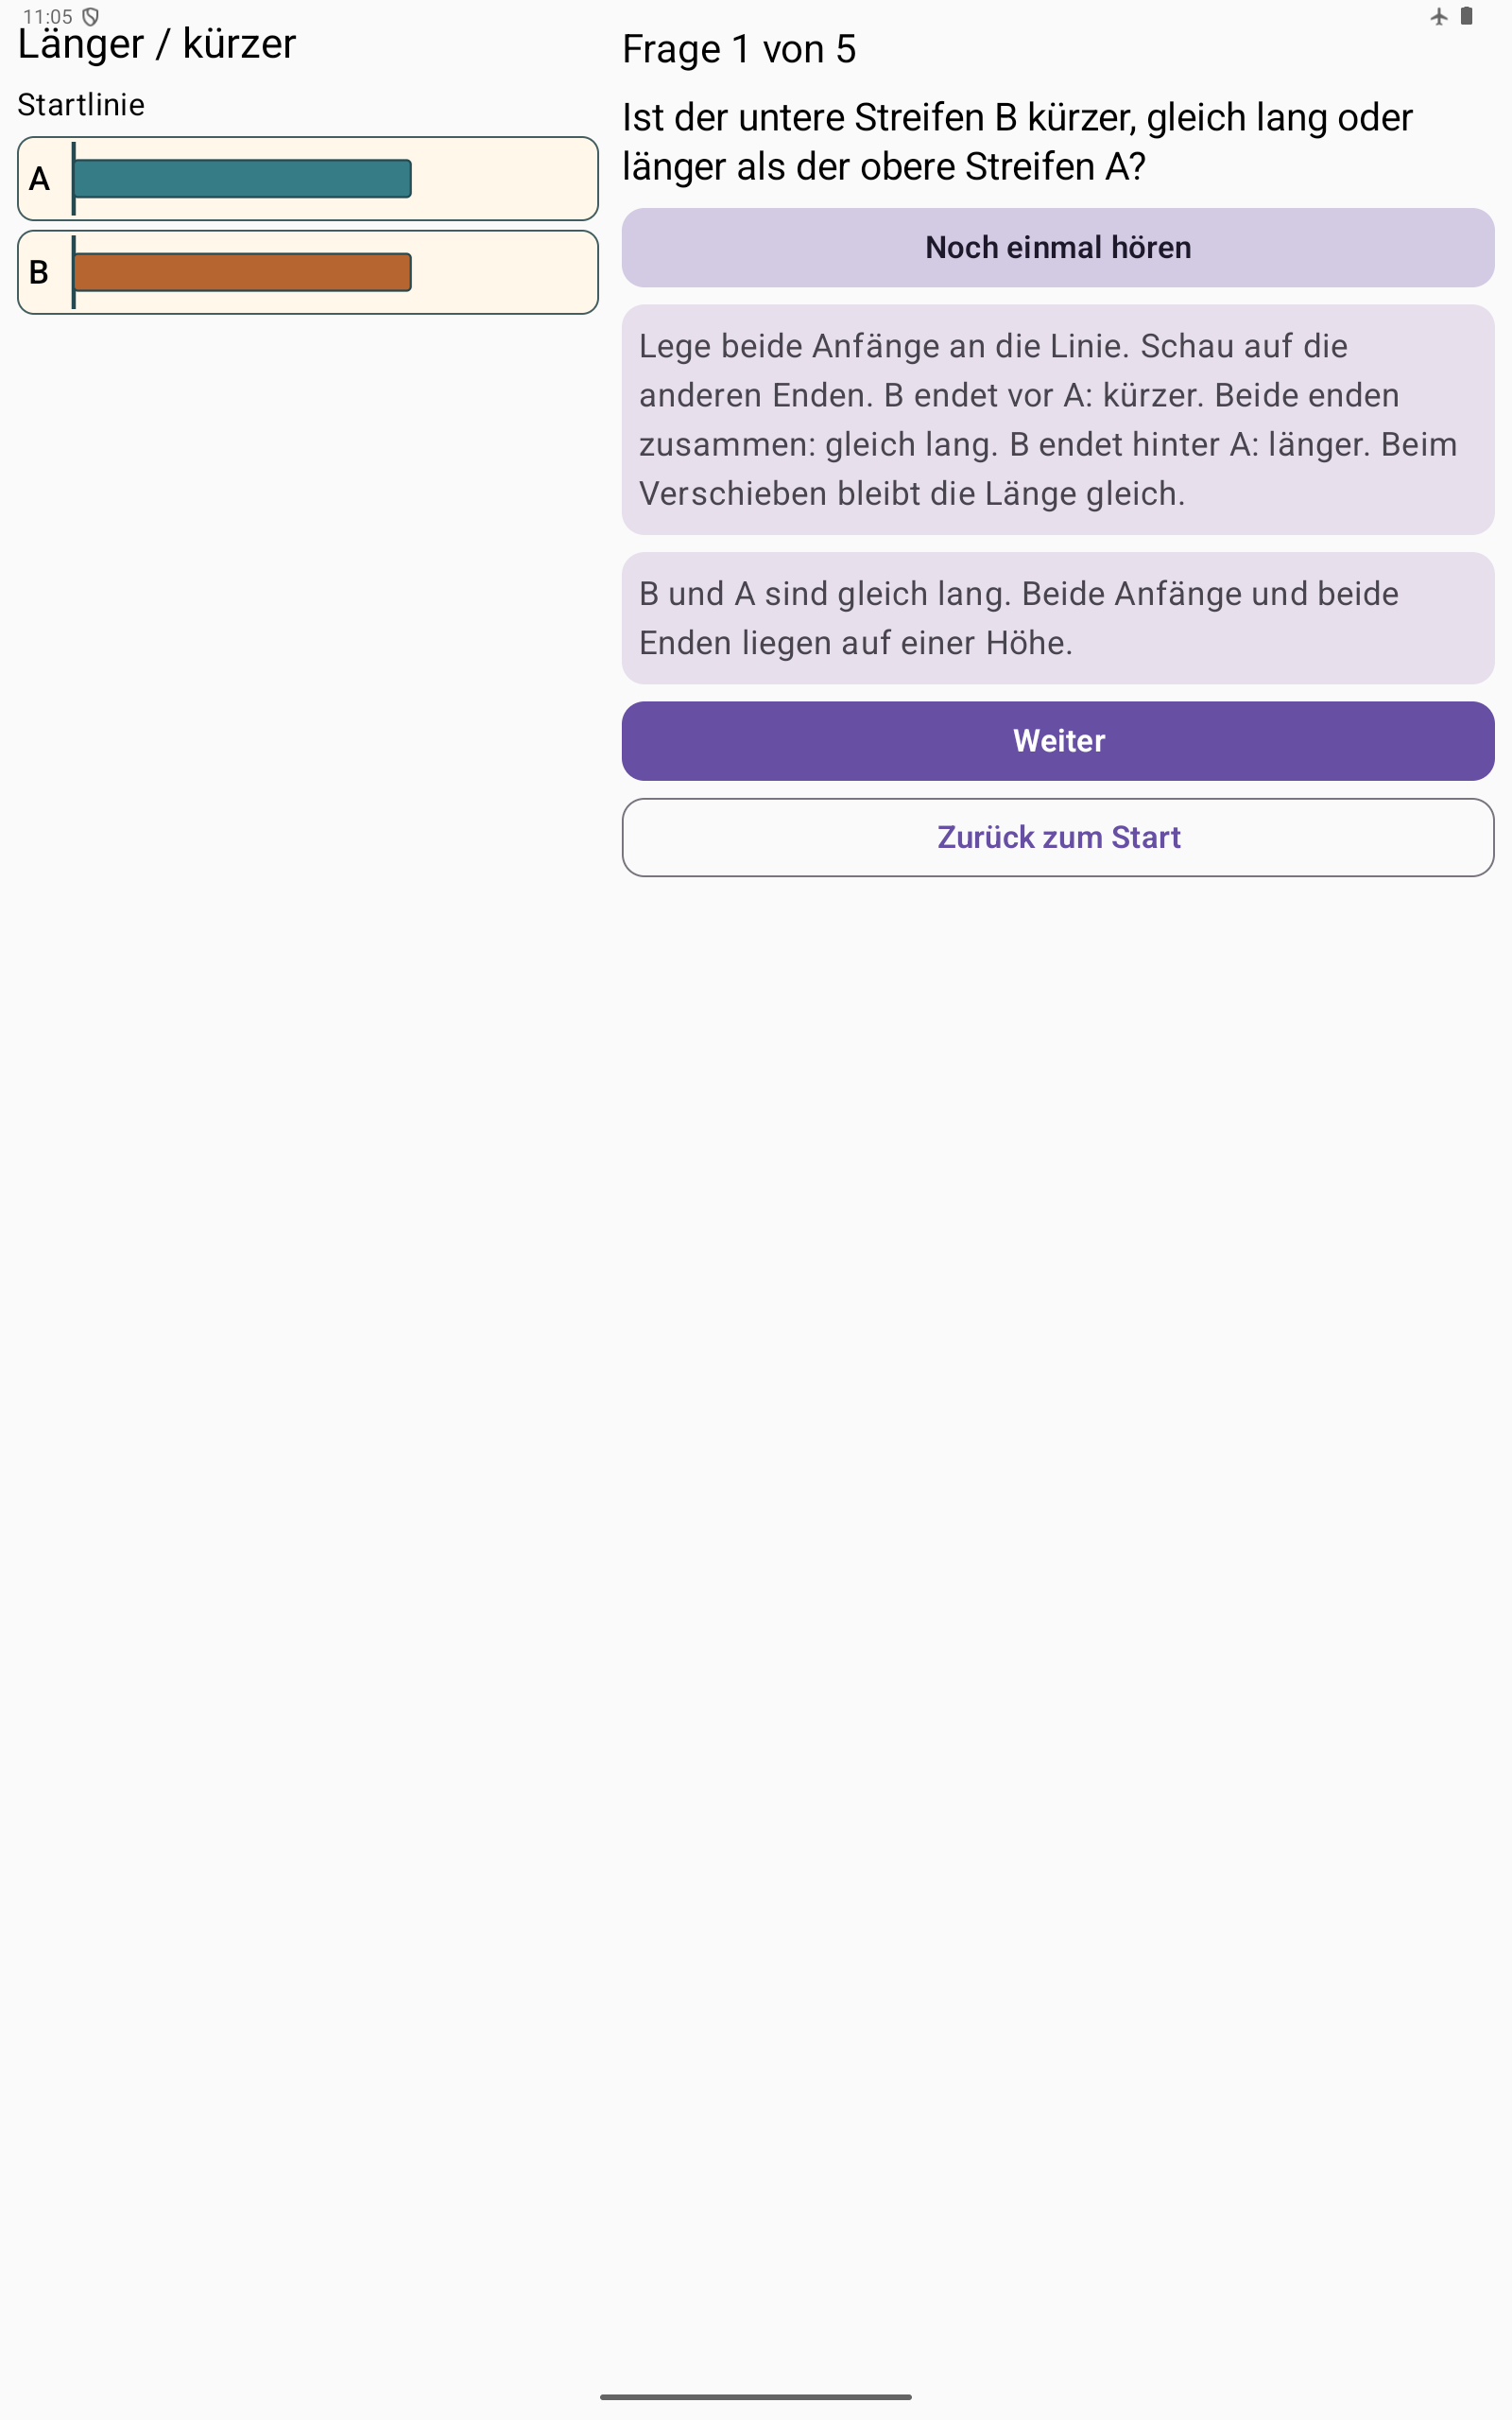 11:05
Länger / kürzer
Startlinie
A
B
Frage 1 von 5
Ist der untere Streifen B kürzer, gleich lang oder
länger als der obere Streifen A?
Noch einmal hören
Lege beide Anfänge an die Linie. Schau auf die
anderen Enden. B endet vor A: kürzer. Beide enden
zusammen: gleich lang. B endet hinter A: länger. Beim
Verschieben bleibt die Länge gleich.
B und A sind gleich lang. Beide Anfänge und beide
Enden liegen auf einer Höhe.
Weiter
Zurück zum Start